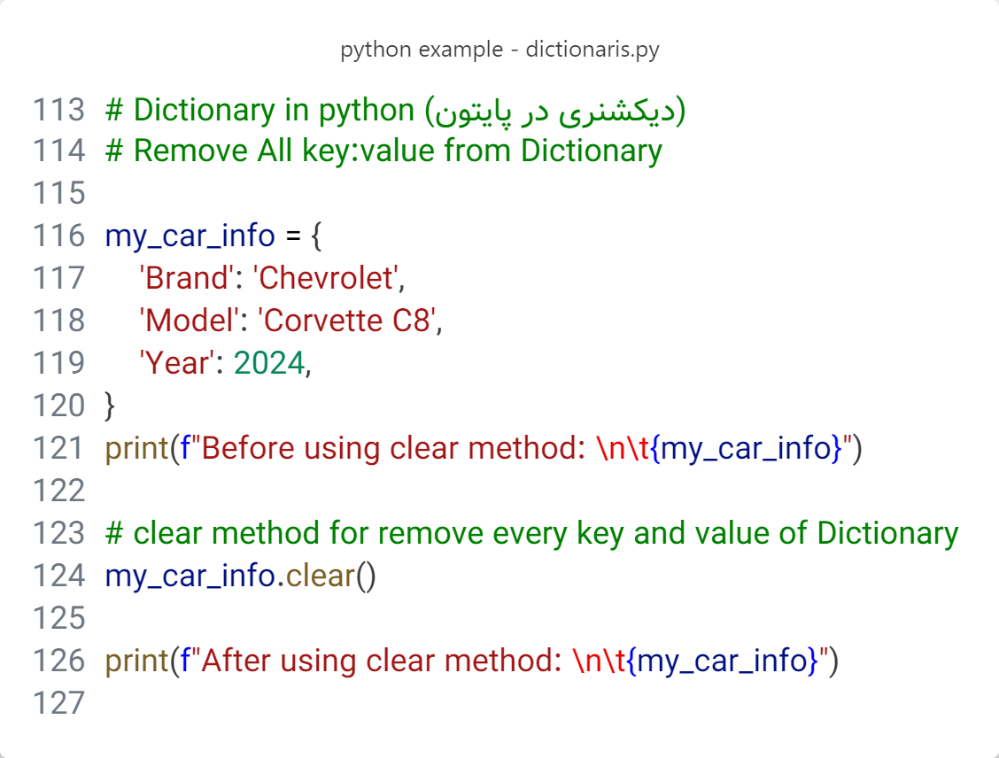 python example - dictionaris.py
113 # Dictionary in python (دیکشنری در پایتون)
114 # Remove All key:value from Dictionary
115
116 my_car_info = {
117     'Brand': 'Chevrolet',
118     'Model': 'Corvette C8',
119     'Year': 2024,
120 }
121 print(f"Before using clear method: \n\t{my_car_info}")
122
123 # clear method for remove every key and value of Dictionary
124 my_car_info.clear()
125
126 print(f"After using clear method: \n\t{my_car_info}")
127